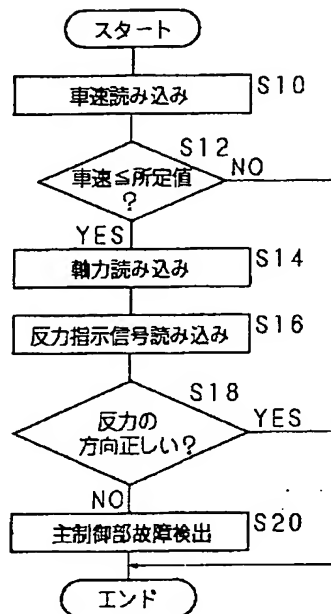 スタート
車速読み込み
S10
S12
車速≦所定値
?
NO
YES
軸力読み込み
S14
反力指示信号読み込み
S16
S18
反力の
方向正しい?
YES
NO
主制御部故障検出
S20
エンド